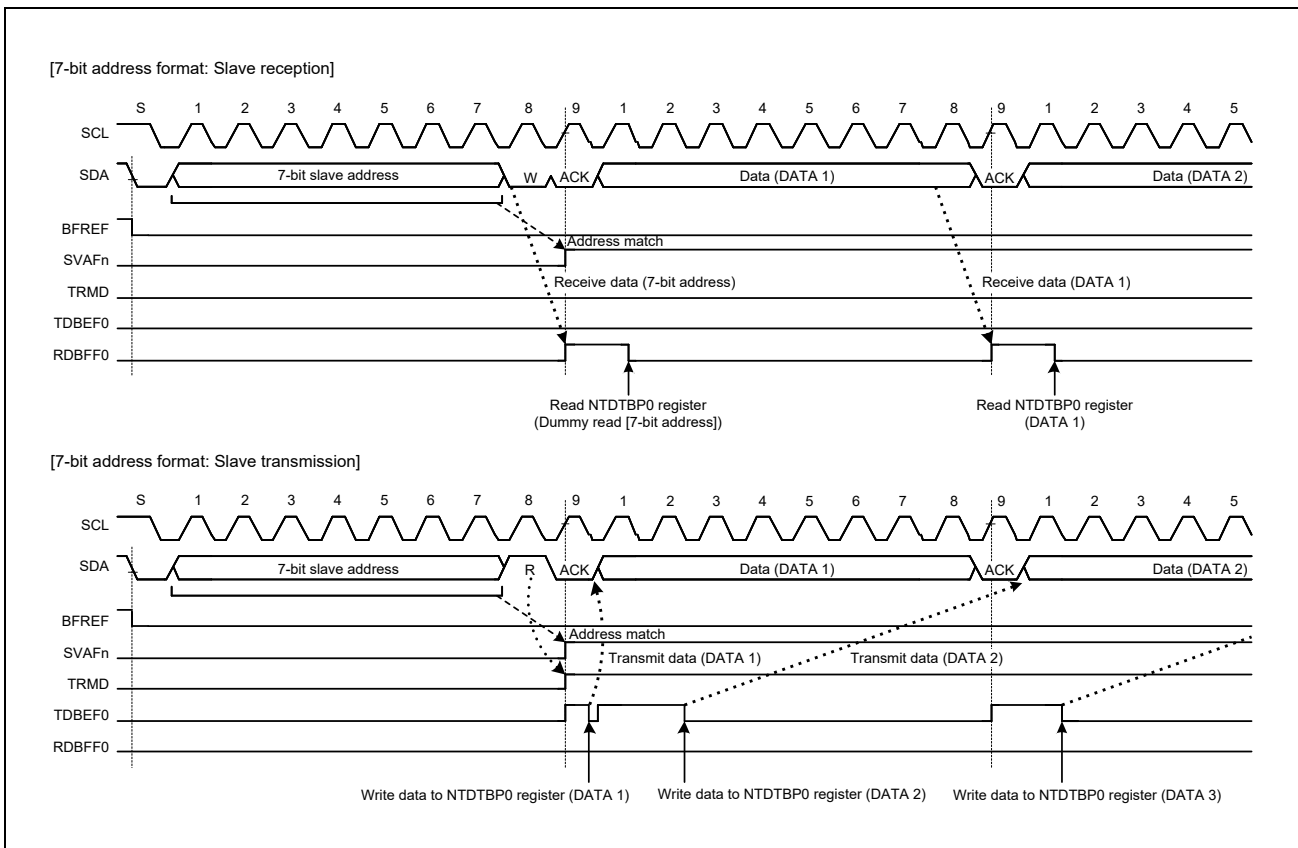 [7-bit address format: Slave reception]
S 1 2 3 4 5 6 7 8 9 1 2 3 4 5 6 7 8 9 1 2 3 4 5
SCL
SDA 7-bit slave address W ACK Data (DATA 1) ACK Data (DATA 2)
BFREF
Address match
SVAFn
Receive data (7-bit address) Receive data (DATA 1)
TRMD
TDBEF0
RDBFF0
Read NTDTBP0 register Read NTDTBP0 register
(Dummy read [7-bit address]) (DATA 1)
[7-bit address format: Slave transmission]
S 1 2 3 4 5 6 7 8 9 1 2 3 4 5 6 7 8 9 1 2 3 4 5
SCL
SDA 7-bit slave address R ACK Data (DATA 1) ACK Data (DATA 2)
BFREF
Address match
SVAFn
Transmit data (DATA 1) Transmit data (DATA 2)
TRMD
TDBEF0
RDBFF0
Write data to NTDTBP0 register (DATA 1) Write data to NTDTBP0 register (DATA 2) Write data to NTDTBP0 register (DATA 3)